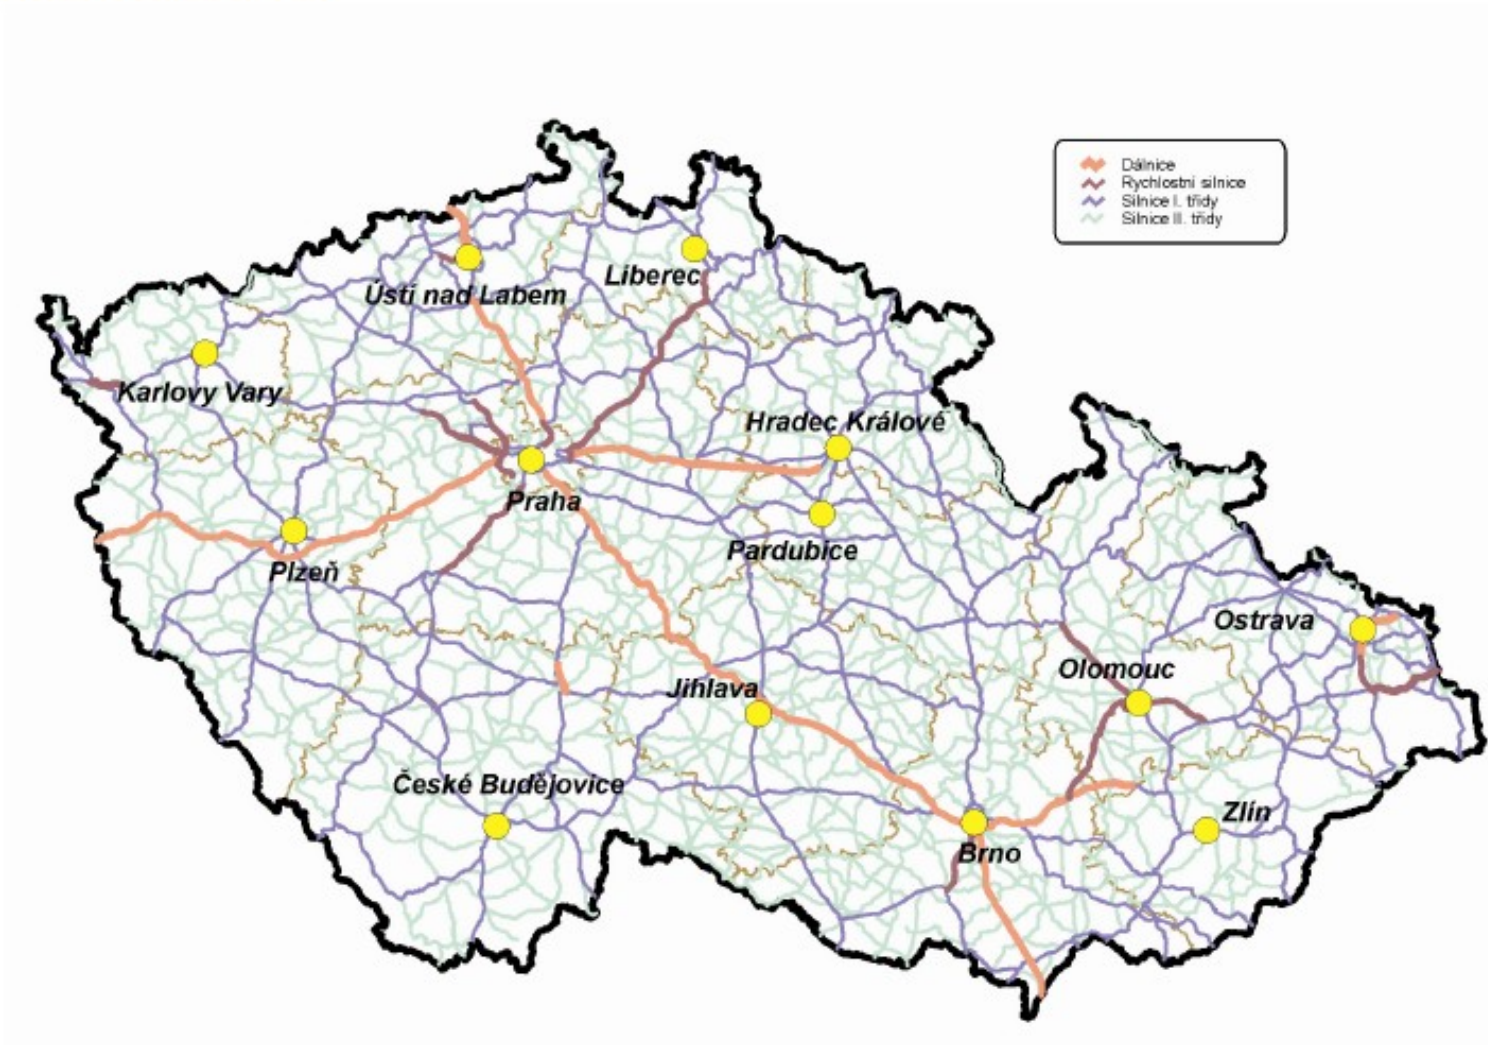 Dálnice
Rychlostní silnice
Silnice I. třídy
Silnice II. třídy
Liberec
Ústí nad Labem
Karlovy Vary
Hradec Králové
Praha
Pardubice
Plzeň
Ostrava
Olomouc
Jihlava
České Budějovice
Zlín
Brno